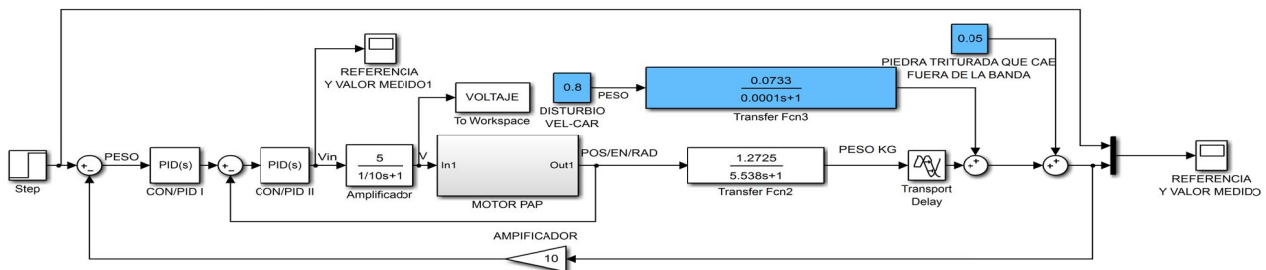 0.05
PIEDRA TRITURADA QUE CAE
FUERA DE LA BANDA
REFERENCIA
Y VALOR MEDIDO1
VOLTAJE
To Workspace
0.8
DISTURBIO
VEL-CAR
PESO
0.0733
0.0001s+1
Transfer Fcn3
Step
PESO
PID(s)
CON/PID I
PID(s)
CON/PID II
Vin
5
1/10s+1
Amplificador
V
In1
Out1
MOTOR PAP
POS/EN/RAD
1.2725
5.538s+1
Transfer Fcn2
PESO KG
Transport
Delay
REFERENCIA
Y VALOR MEDIDO
AMPIFICADOR
10